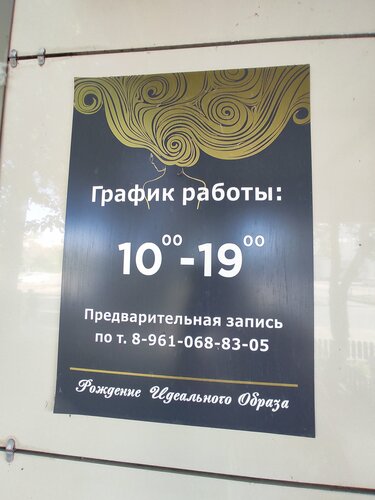 График работы:
10⁰⁰-19⁰⁰
Предварительная запись
по т. 8-961-068-83-05
Рождение Идеального Образа